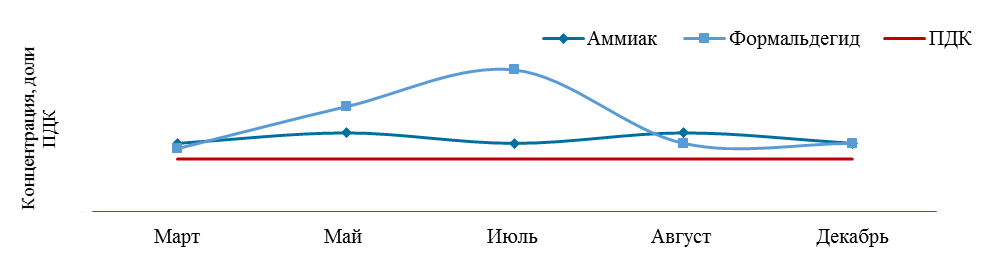 Аммиак Формальдегид ПДК
Концентрация, доли
ПДК
Март Май Июль Август Декабрь